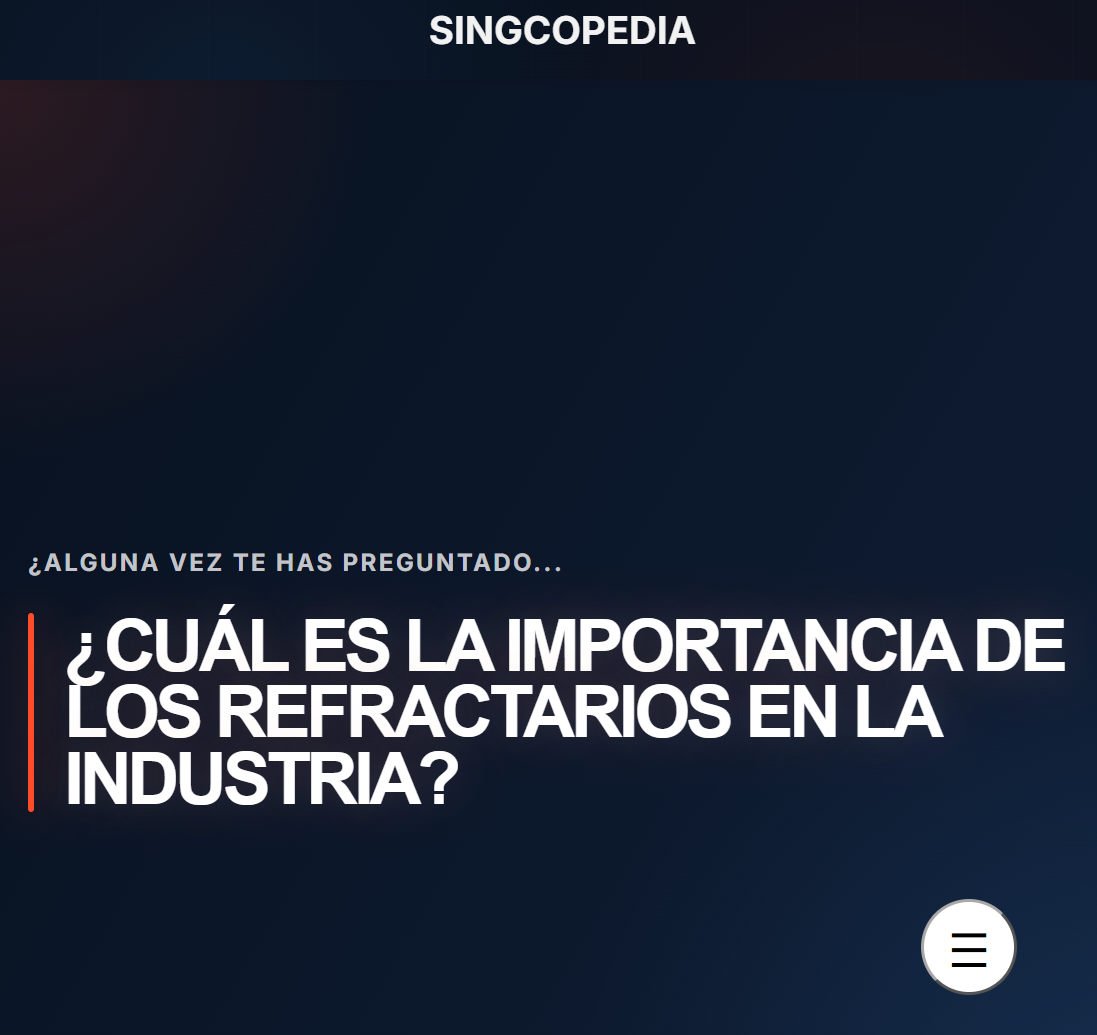 SINGCOPEDIA
¿ALGUNA VEZ TE HAS PREGUNTADO...
¿CUÁL ES LA IMPORTANCIA DE
LOS REFRACTARIOS EN LA
INDUSTRIA?